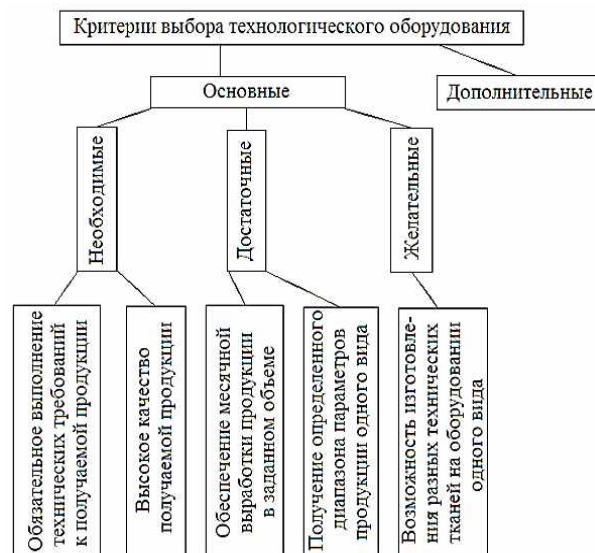 Критерии выбора технологического оборудования
Основные
Дополнительные
Необходимые
Достаточные
Желательные
Обязательное выполнение
технических требований
к получаемой продукции
Высокое качество
получаемой продукции
Обеспечение месячной
выработки продукции
в заданном объеме
Получение определенного
диапазона параметров
продукции одного вида
Возможность изготовле-
ния разных технических
тканей на оборудовании
одного вида